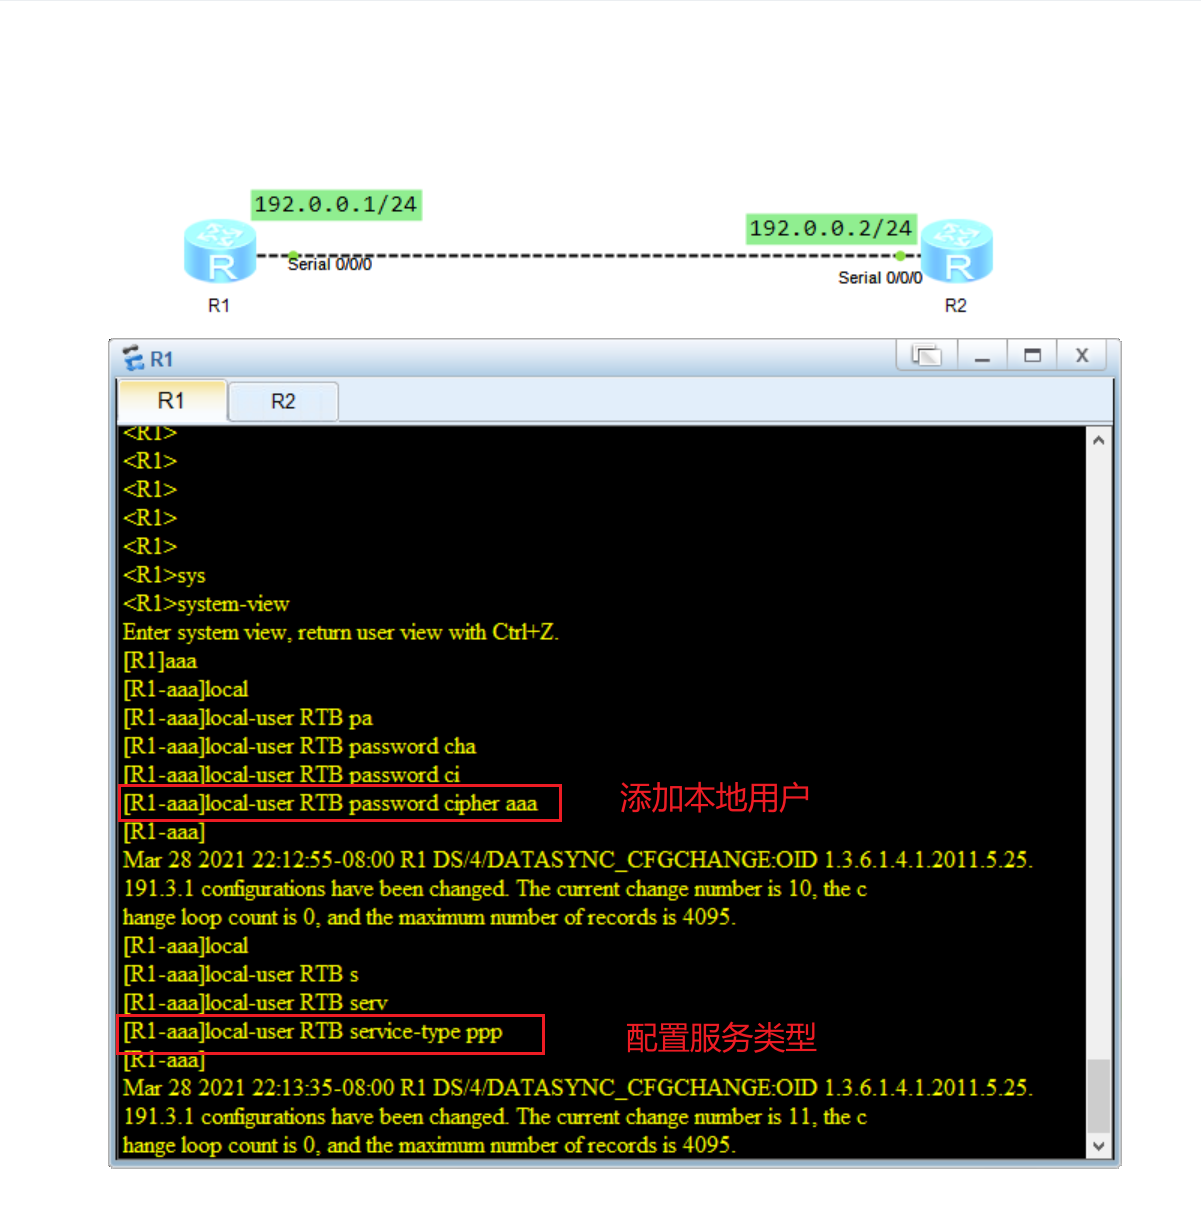 192.0.0.1/24
192.0.0.2/24
Serial 0/0/0
Serial 0/0/0
R
R
R1
R2
R1
R1
R2
<R1>
<R1>
<R1>
<R1>
<R1>
<R1>sys
<R1>system-view
Enter system view, return user view with Ctrl+Z.
[R1]aaa
[R1-aaa]local
[R1-aaa]local-user RTB pa
[R1-aaa]local-user RTB password cha
[R1-aaa]local-user RTB password ci
[R1-aaa]local-user RTB password cipher aaa
添加本地用户
[R1-aaa]
Mar 28 2021 22:12:55-08:00 R1 DS/4/DATASYNC_CFGCHANGE:OID 1.3.6.1.4.1.2011.5.25.
191.3.1 configurations have been changed. The current change number is 10, the c
hange loop count is 0, and the maximum number of records is 4095.
[R1-aaa]local
[R1-aaa]local-user RTB s
[R1-aaa]local-user RTB serv
[R1-aaa]local-user RTB service-type ppp
配置服务类型
[R1-aaa]
Mar 28 2021 22:13:35-08:00 R1 DS/4/DATASYNC_CFGCHANGE:OID 1.3.6.1.4.1.2011.5.25.
191.3.1 configurations have been changed. The current change number is 11, the c
hange loop count is 0, and the maximum number of records is 4095.